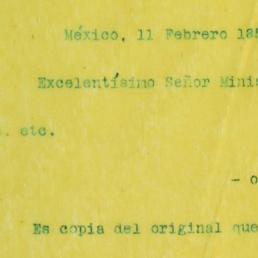 México, 11 Febrero 185
Excelentísimo Señor Minis
. etc.
- o
Es copia del original que